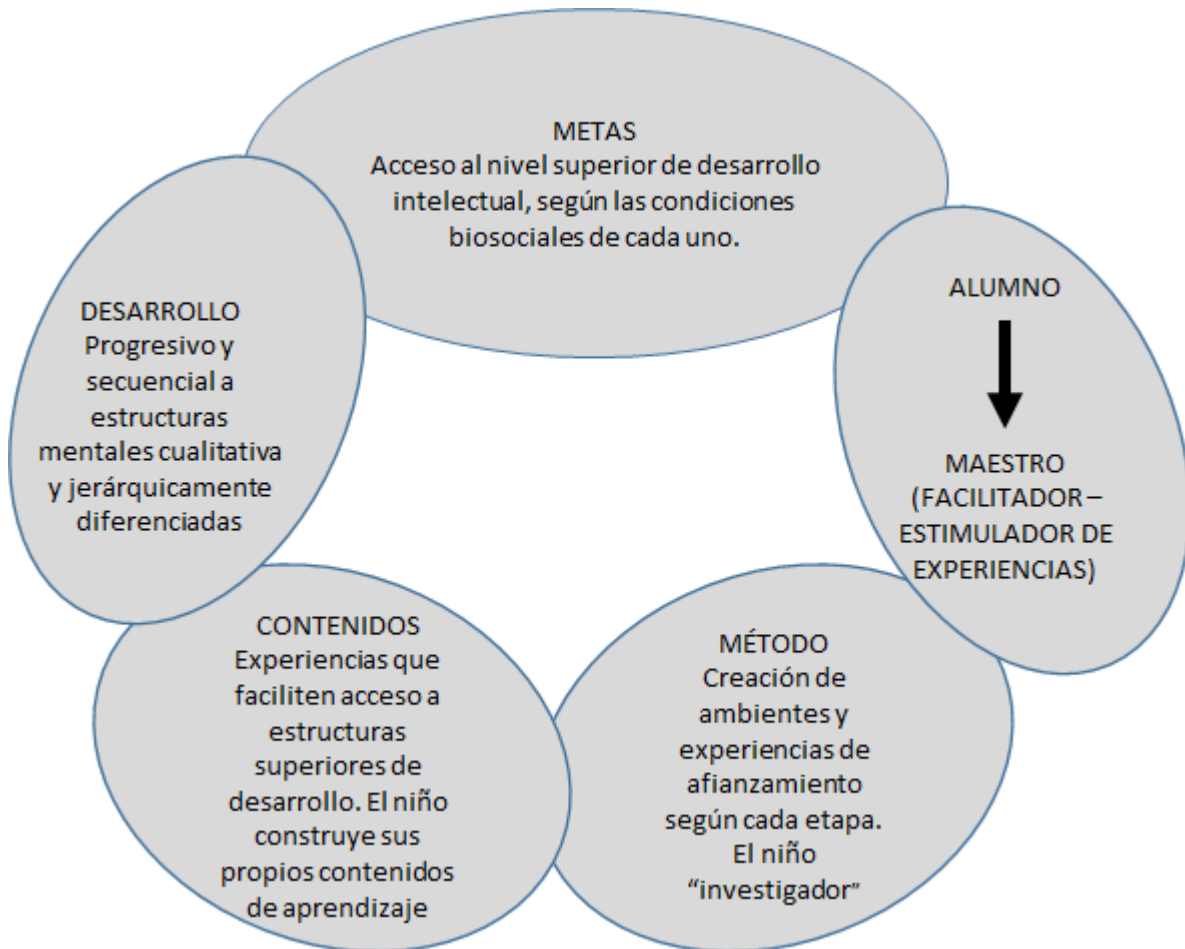 METAS
Acceso al nivel superior de desarrollo
intelectual, según las condiciones
biosociales de cada uno.
ALUMNO
MAESTRO
(FACILITADOR –
ESTIMULADOR DE
EXPERIENCIAS)
MÉTODO
Creación de
ambientes y
experiencias de
afianzamiento
según cada etapa.
El niño
“investigador”
CONTENIDOS
Experiencias que
faciliten acceso a
estructuras
superiores de
desarrollo. El niño
construye sus
propios contenidos
de aprendizaje
DESARROLLO
Progresivo y
secuencial a
estructuras
mentales cualitativa
y jerárquicamente
diferenciadas